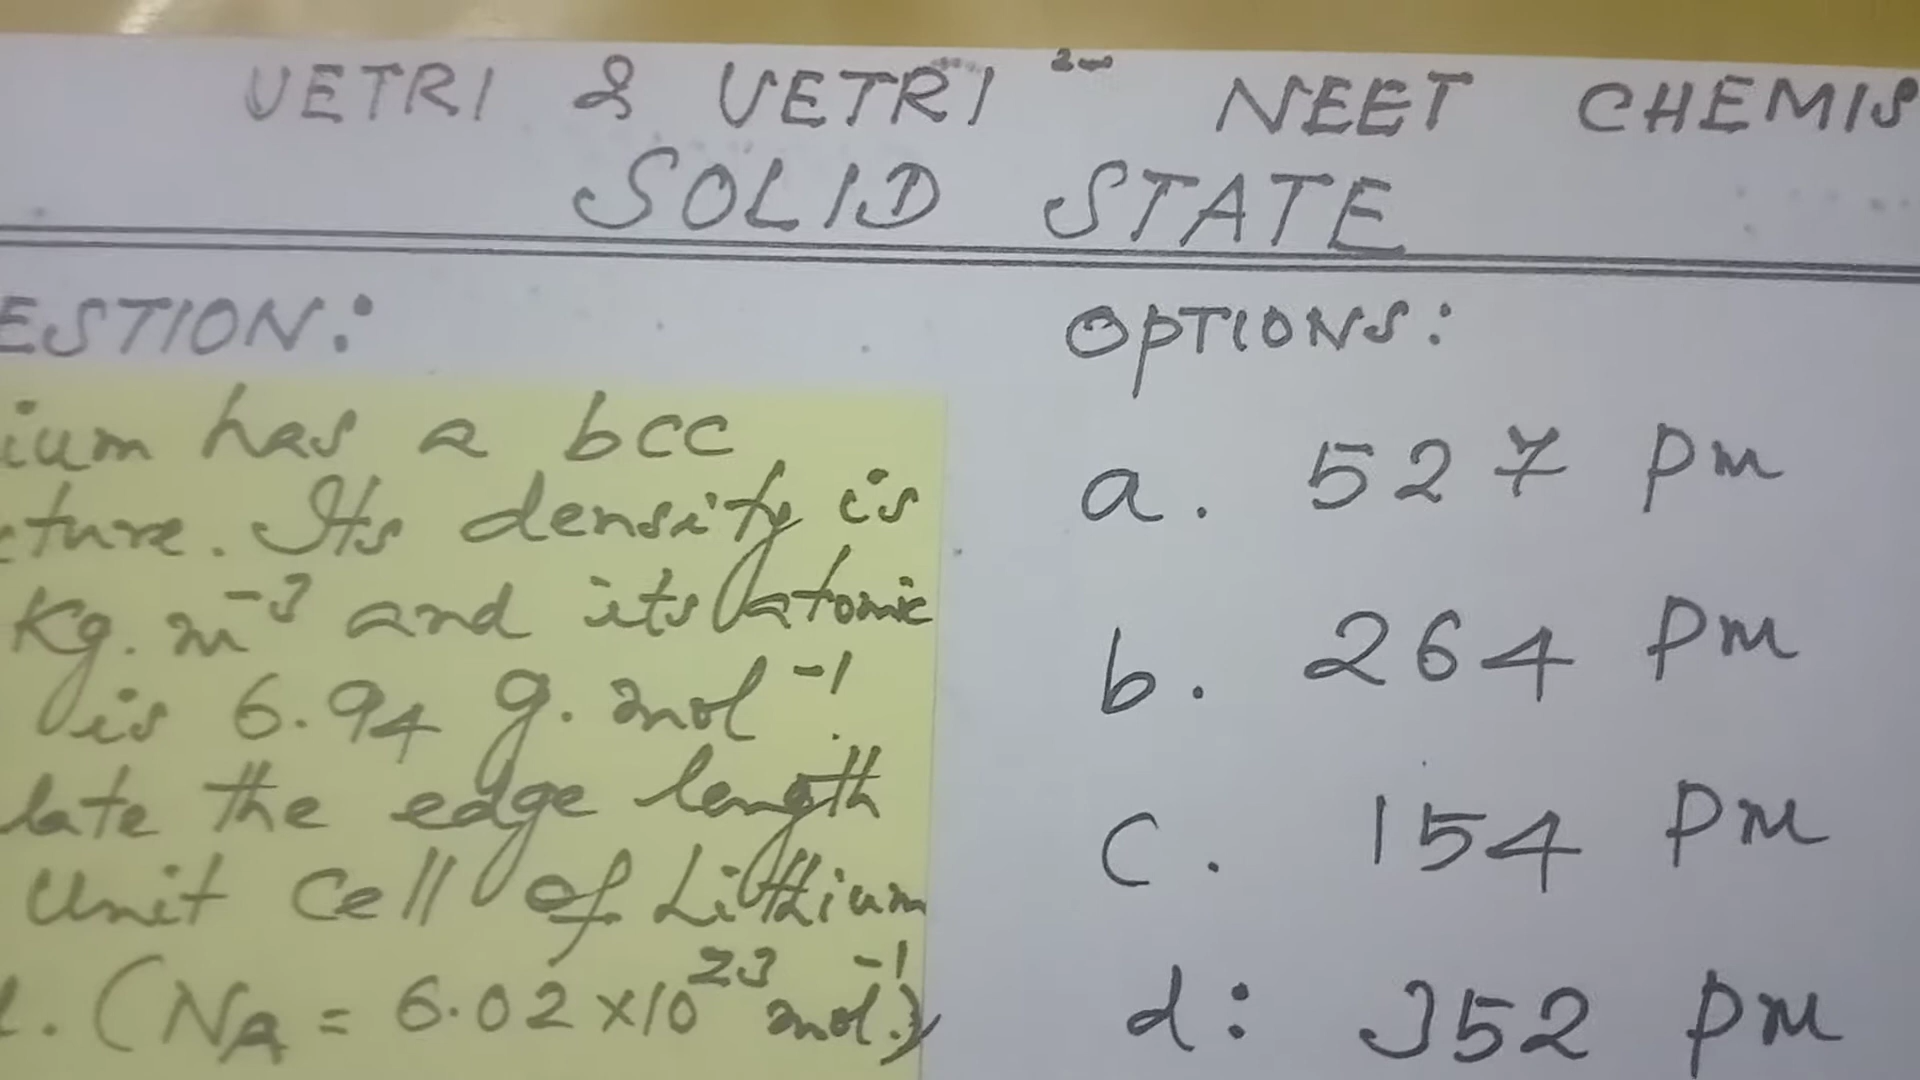 VETRI & VETRI NEET CHEMIS
SOLID STATE
ESTION:
ium has a bcc
cture. Its density is
Kg. m⁻³ and its atomic
is 6.94 g. mol⁻¹.
late the edge length
Unit Cell of Lithium
l. (NA = 6.02 x 10²³ mol⁻¹.)
OPTIONS:
a. 527 pm
b. 264 pm
c. 154 pm
d: 352 pm